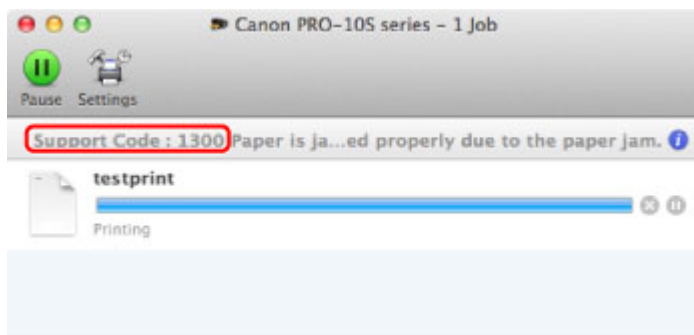 Canon PRO-10S series – 1 Job
Pause Settings
Support Code : 1300 Paper is ja...ed properly due to the paper jam.
testprint
Printing